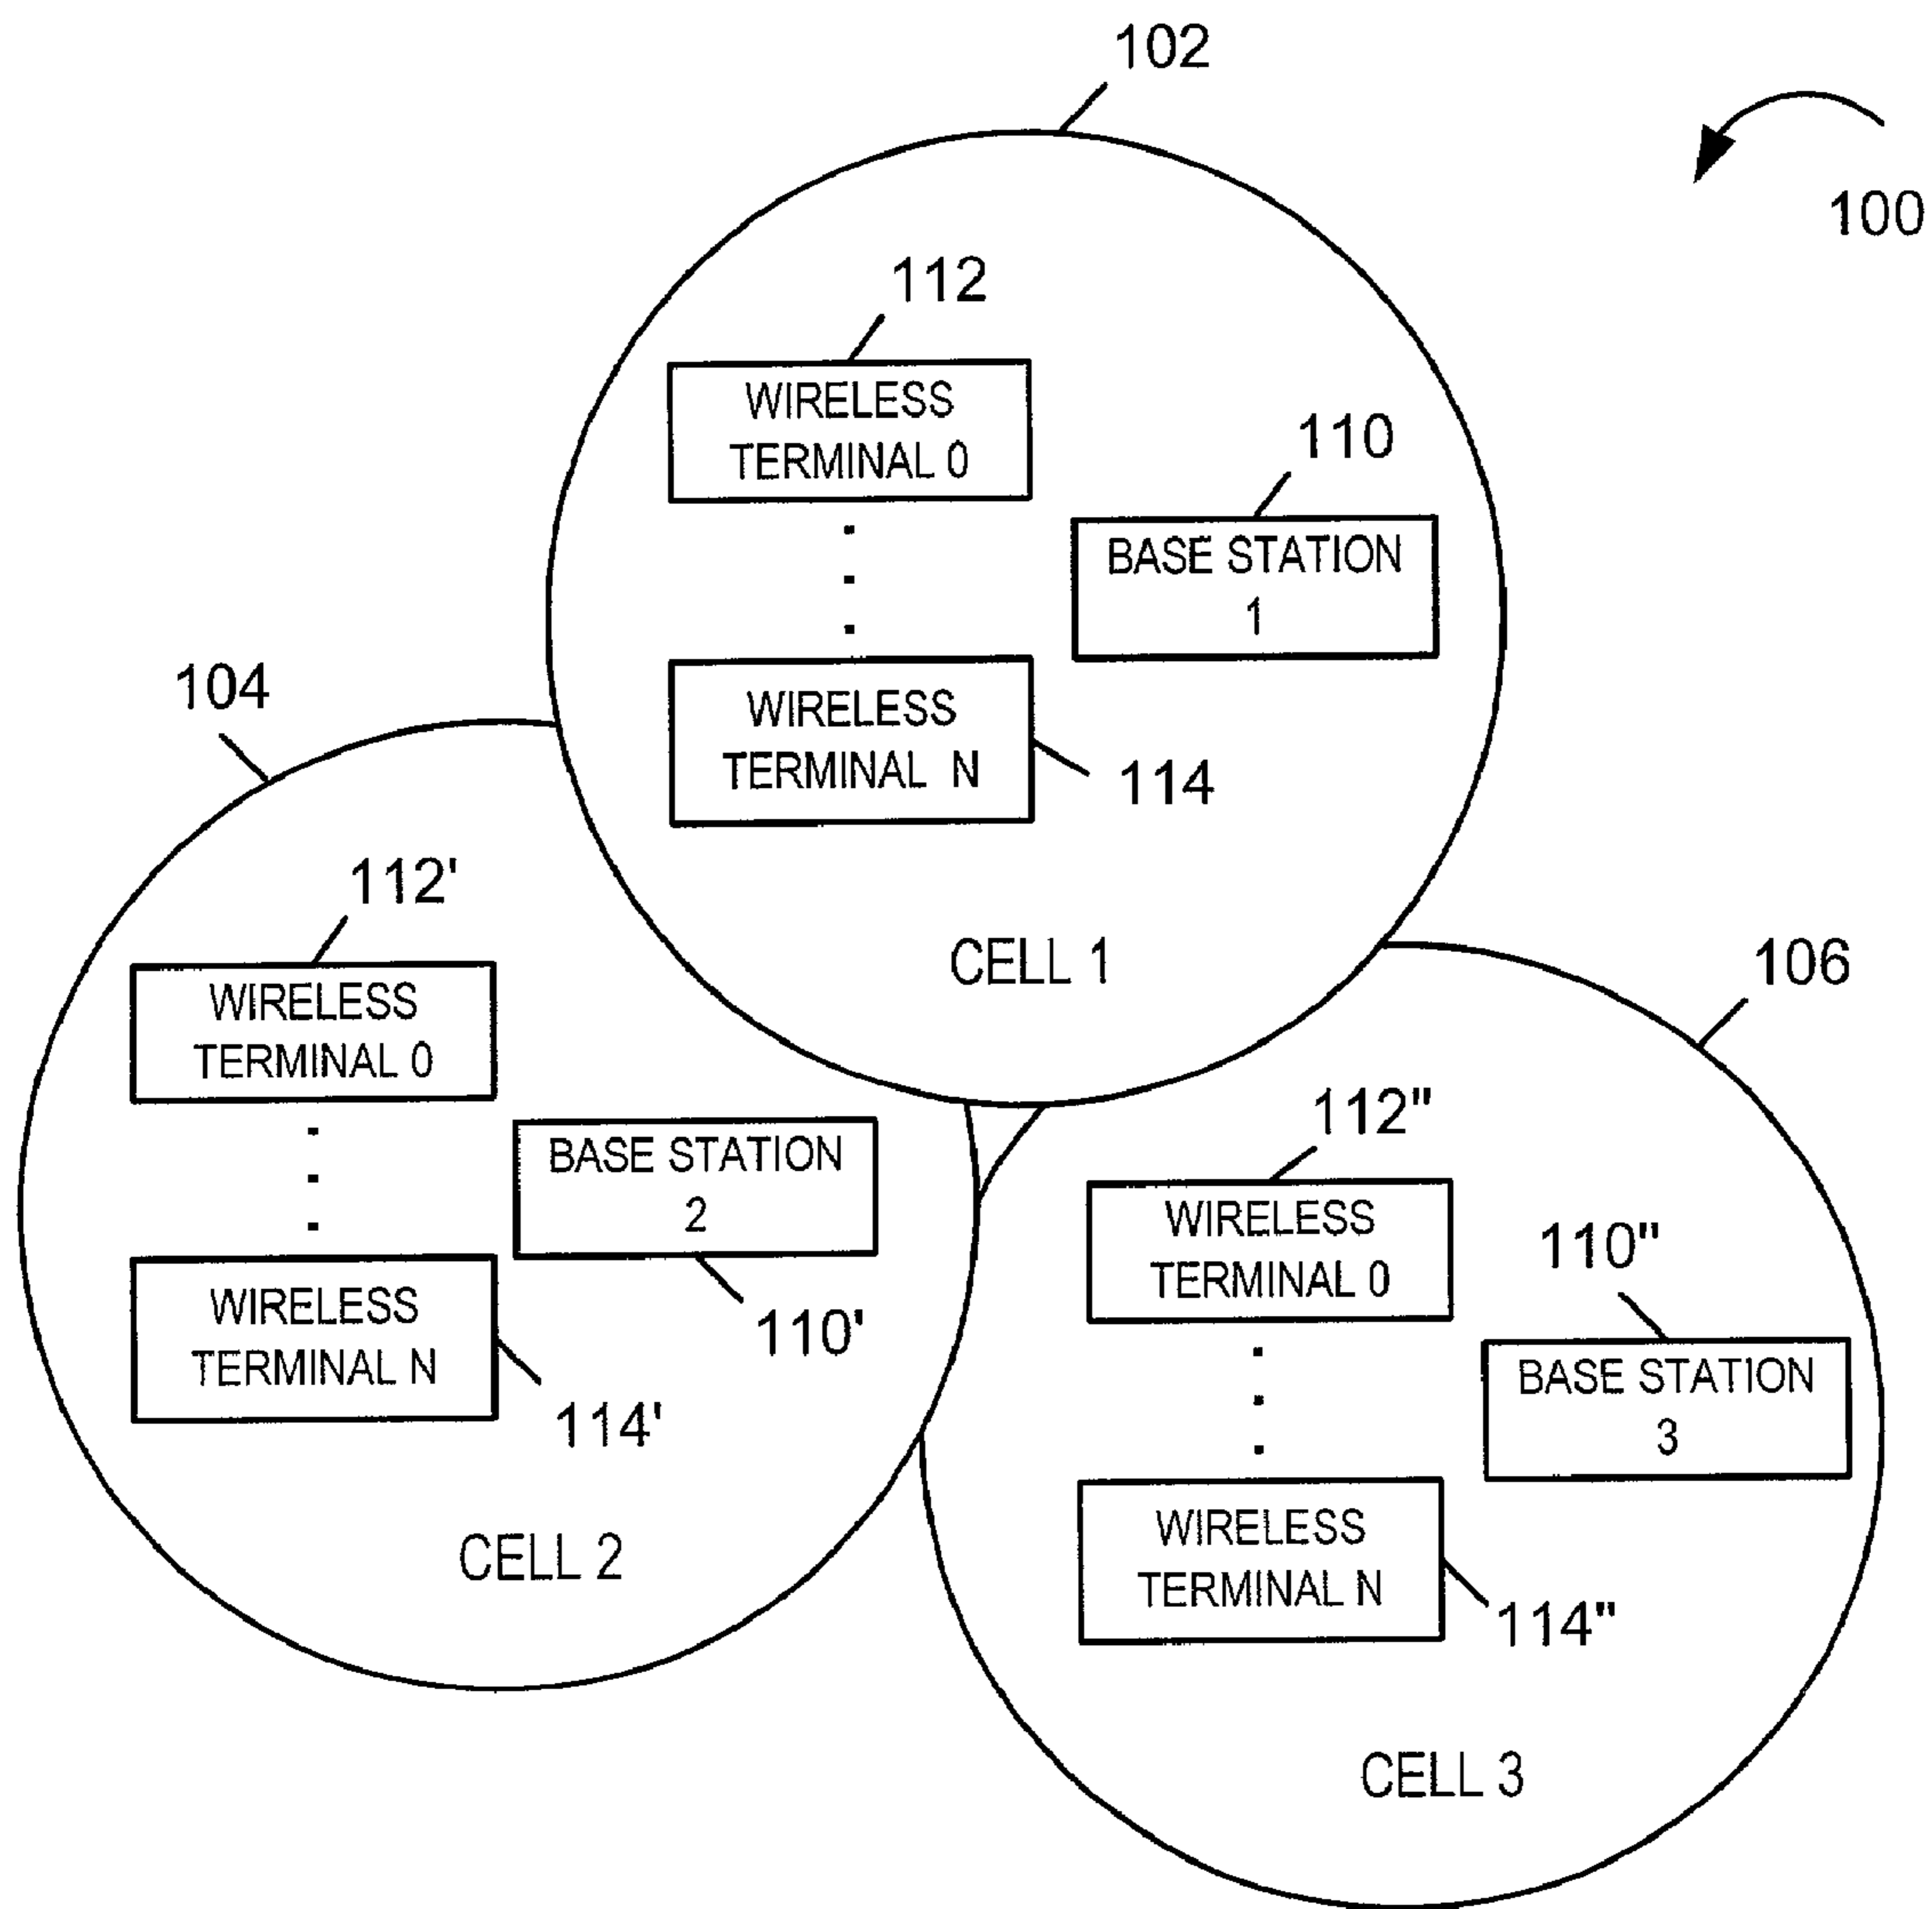 102
100
112
WIRELESS
TERMINAL 0
110
BASE STATION
1
WIRELESS
TERMINAL N
114
CELL 1
104
112'
WIRELESS
TERMINAL 0
BASE STATION
2
110'
WIRELESS
TERMINAL N
114'
CELL 2
106
112"
WIRELESS
TERMINAL 0
110"
BASE STATION
3
WIRELESS
TERMINAL N
114"
CELL 3